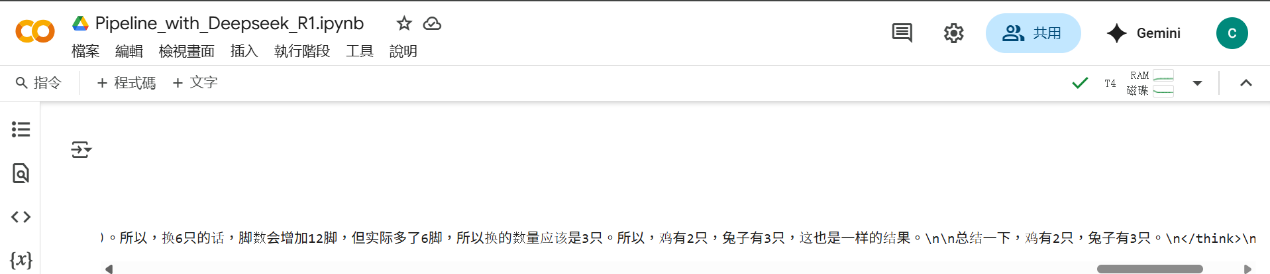 Pipeline_with_Deepseek_R1.ipynb
共用
Gemini
C
檔案 編輯 檢視畫面 插入 執行階段 工具 說明
指令 + 程式碼 + 文字
T4 RAM
磁碟
)。所以，换6只的话，脚数会增加12脚，但实际多了6脚，所以换的数量应该是3只。所以，鸡有2只，兔子有3只，这也是一样的结果。\n\n总结一下，鸡有2只，兔子有3只。\n</think>\n
{x}